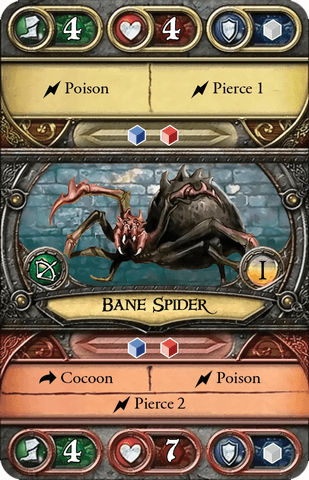 4 4
Poison Pierce 1
I
BANE SPIDER
Cocoon Poison
Pierce 2
4 7